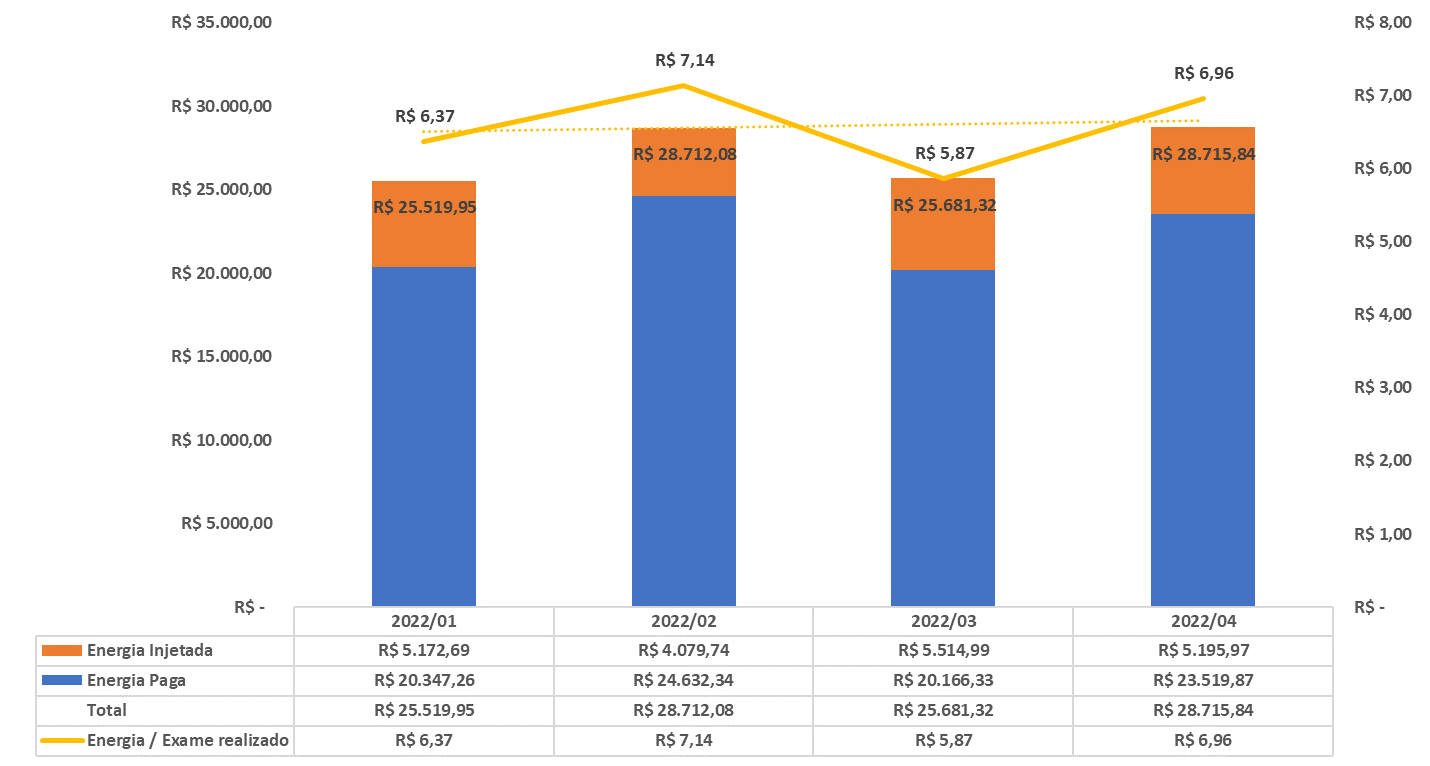 R$ 35.000,00
R$ 30.000,00
R$ 25.000,00
R$ 20.000,00
R$ 15.000,00
R$ 10.000,00
R$ 5.000,00
R$ -
R$ 8,00
R$ 7,00
R$ 6,00
R$ 5,00
R$ 4,00
R$ 3,00
R$ 2,00
R$ 1,00
R$ -
R$ 6,37
R$ 7,14
R$ 5,87
R$ 6,96
R$ 25.519,95
R$ 28.712,08
R$ 25.681,32
R$ 28.715,84
2022/01 2022/02 2022/03 2022/04
Energia Injetada R$ 5.172,69 R$ 4.079,74 R$ 5.514,99 R$ 5.195,97
Energia Paga R$ 20.347,26 R$ 24.632,34 R$ 20.166,33 R$ 23.519,87
Total R$ 25.519,95 R$ 28.712,08 R$ 25.681,32 R$ 28.715,84
Energia / Exame realizado R$ 6,37 R$ 7,14 R$ 5,87 R$ 6,96